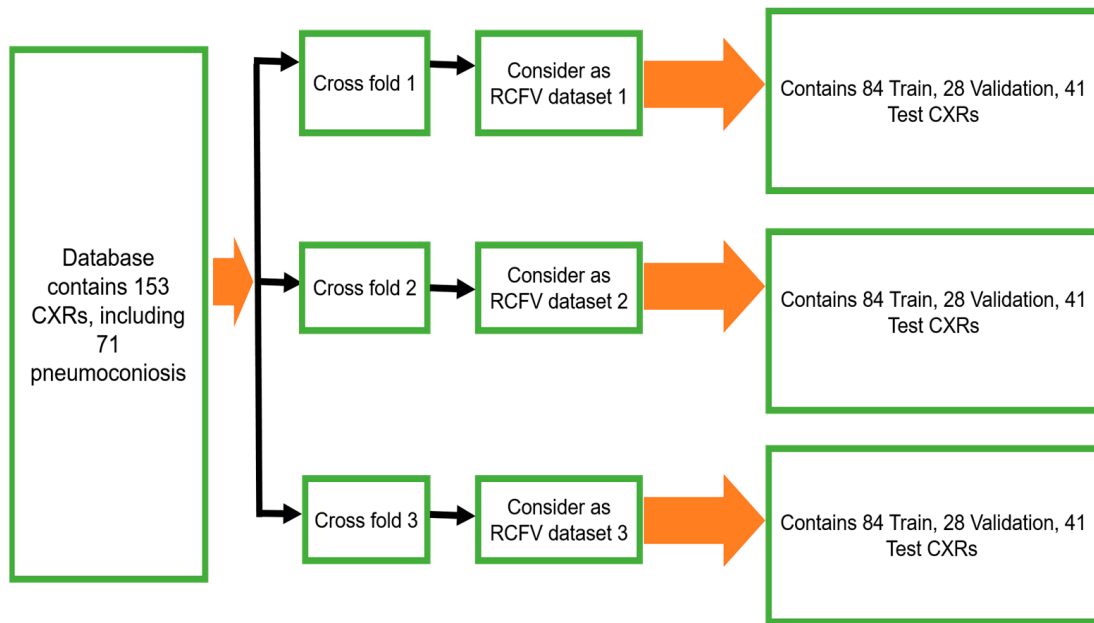 Database
contains 153
CXRs, including
71
pneumoconiosis
Cross fold 1
Consider as
RCFV dataset 1
Contains 84 Train, 28 Validation, 41
Test CXRs
Cross fold 2
Consider as
RCFV dataset 2
Contains 84 Train, 28 Validation, 41
Test CXRs
Cross fold 3
Consider as
RCFV dataset 3
Contains 84 Train, 28 Validation, 41
Test CXRs